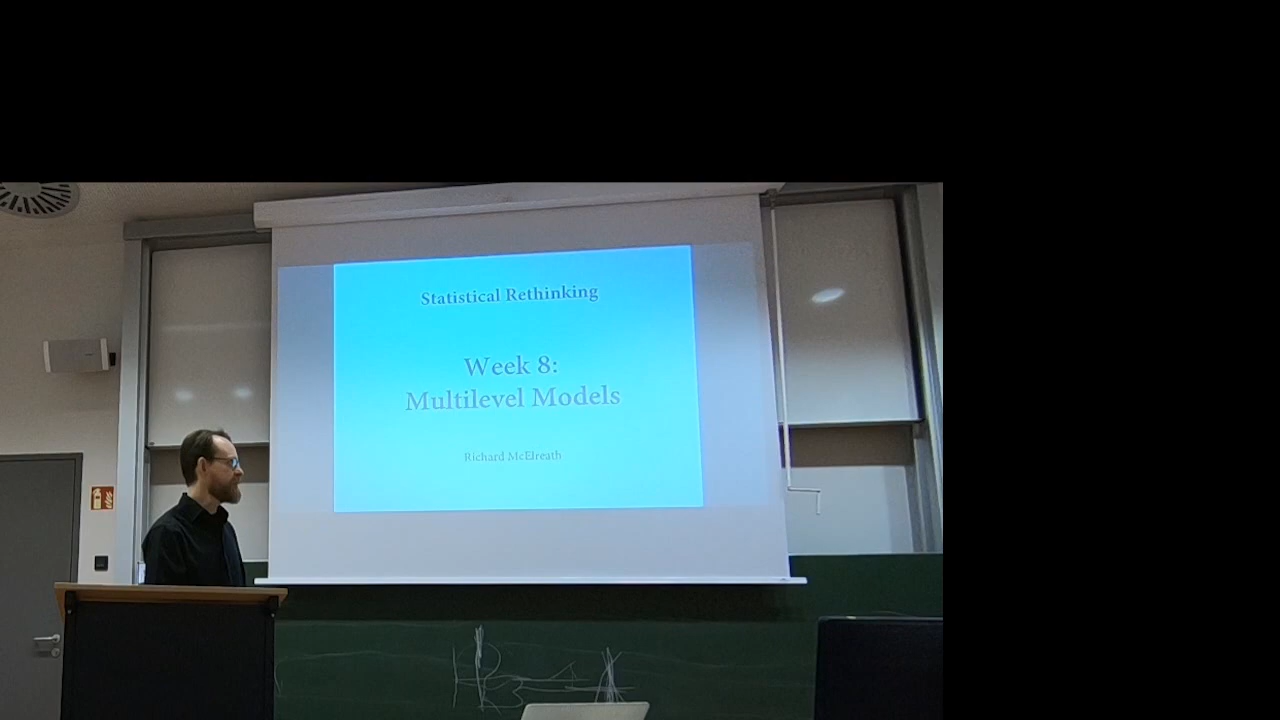 Statistical Rethinking
Week 8:
Multilevel Models
Richard McElreath